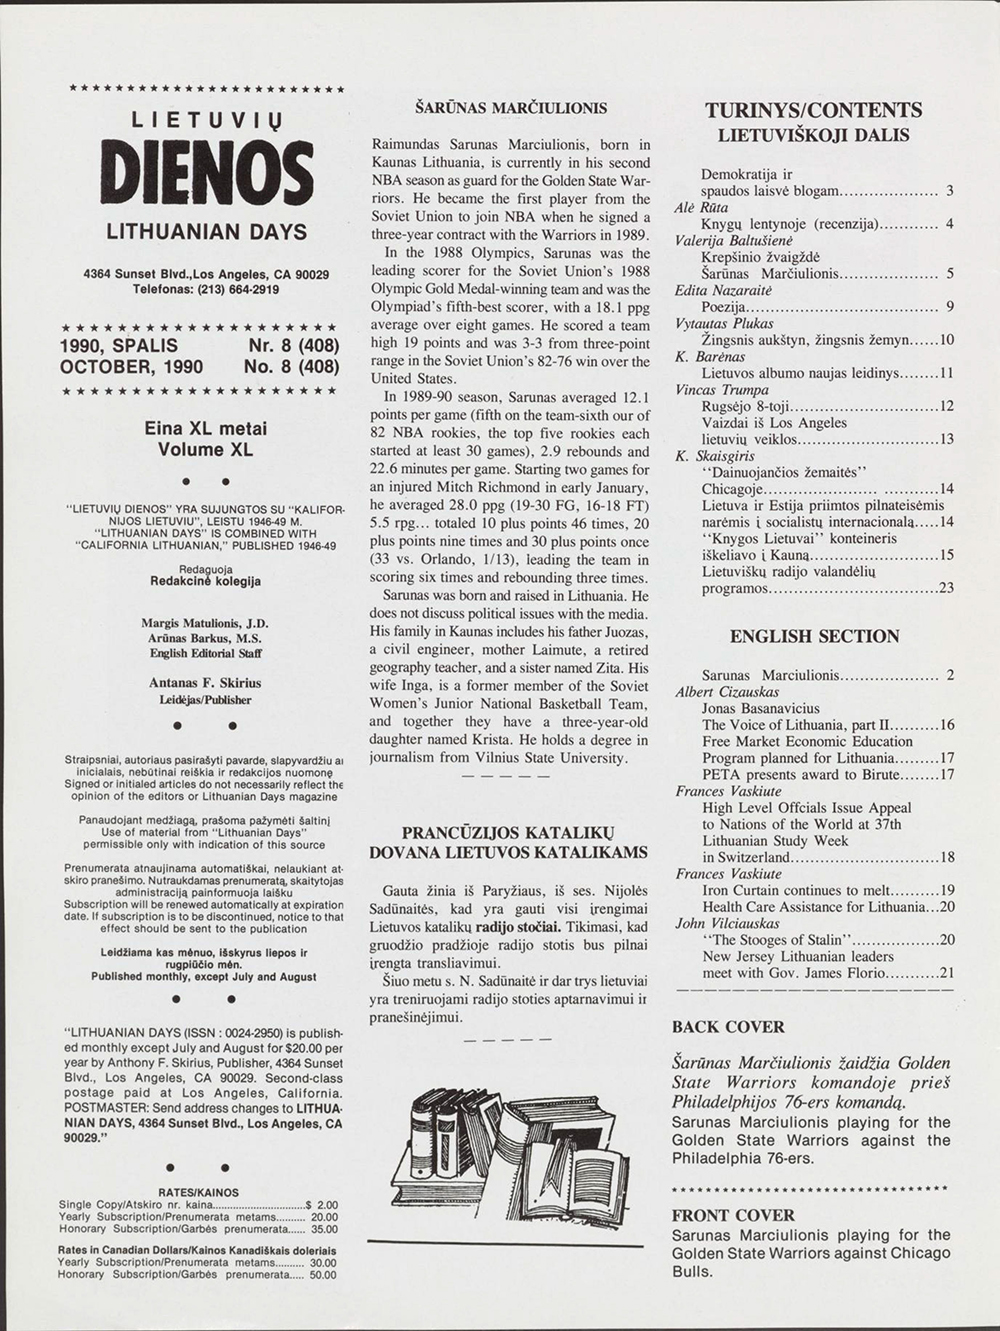 LIETUVIŲ
DIENOS
LITHUANIAN DAYS
4364 Sunset Blvd.,Los Angeles, CA 90029
Telefonas: (213) 664-2919
1990, SPALIS Nr. 8 (408)
OCTOBER, 1990 No. 8 (408)
Eina XL metai
Volume XL
"LIETUVIŲ DIENOS" YRA SUJUNGTOS SU "KALIFOR-
NIJOS LIETUVIU", LEISTU 1946-49 M.
"LITHUANIAN DAYS" IS COMBINED WITH
"CALIFORNIA LITHUANIAN," PUBLISHED 1946-49
Redaguoja
Redakcinė kolegija
Margis Matulionis, J.D.
Arūnas Barkus, M.S.
English Editorial Staff
Antanas F. Skirius
Leidėjas/Publisher
Straipsniai, autoriaus pasirašyti pavarde, slapyvardžiu ar
inicialais, nebūtinai reiškia ir redakcijos nuomonę
Signed or initialed articles do not necessarily reflect the
opinion of the editors or Lithuanian Days magazine
Panaudojant medžiagą, prašoma pažymėti šaltinį
Use of material from "Lithuanian Days"
permissible only with indication of this source
Prenumerata atnaujinama automatiškai, nelaukiant at-
skiro pranešimo. Nutraukdamas prenumeratą, skaitytojas
administraciją painformuoja laišku
Subscription will be renewed automatically at expiration
date. If subscription is to be discontinued, notice to that
effect should be sent to the publication
Leidžiama kas mėnuo, išskyrus liepos ir
rugpiūčio mėn.
Published monthly, except July and August
"LITHUANIAN DAYS (ISSN : 0024-2950) is publish-
ed monthly except July and August for $20.00 per
year by Anthony F. Skirius, Publisher, 4364 Sunset
Blvd., Los Angeles, CA 90029. Second-class
postage paid at Los Angeles, California.
POSTMASTER: Send address changes to LITHUA-
NIAN DAYS, 4364 Sunset Blvd., Los Angeles, CA
90029."
RATES/KAINOS
Single Copy/Atskiro nr. kaina...............................$ 2.00
Yearly Subscription/Prenumerata metams.......... 20.00
Honorary Subscription/Garbės prenumerata...... 35.00
Rates in Canadian Dollars/Kainos Kanadiškais doleriais
Yearly Subscription/Prenumerata metams.......... 30.00
Honorary Subscription/Garbės prenumerata..... 50.00
ŠARŪNAS MARČIULIONIS
Raimundas Sarunas Marciulionis, born in
Kaunas Lithuania, is currently in his second
NBA season as guard for the Golden State War-
riors. He became the first player from the
Soviet Union to join NBA when he signed a
three-year contract with the Warriors in 1989.
In the 1988 Olympics, Sarunas was the
leading scorer for the Soviet Union's 1988
Olympic Gold Medal-winning team and was the
Olympiad's fifth-best scorer, with a 18.1 ppg
average over eight games. He scored a team
high 19 points and was 3-3 from three-point
range in the Soviet Union's 82-76 win over the
United States.
In 1989-90 season, Sarunas averaged 12.1
points per game (fifth on the team-sixth our of
82 NBA rookies, the top five rookies each
started at least 30 games), 2.9 rebounds and
22.6 minutes per game. Starting two games for
an injured Mitch Richmond in early January,
he averaged 28.0 ppg (19-30 FG, 16-18 FT)
5.5 rpg... totaled 10 plus points 46 times, 20
plus points nine times and 30 plus points once
(33 vs. Orlando, 1/13), leading the team in
scoring six times and rebounding three times.
Sarunas was born and raised in Lithuania. He
does not discuss political issues with the media.
His family in Kaunas includes his father Juozas,
a civil engineer, mother Laimute, a retired
geography teacher, and a sister named Zita. His
wife Inga, is a former member of the Soviet
Women's Junior National Basketball Team,
and together they have a three-year-old
daughter named Krista. He holds a degree in
journalism from Vilnius State University.
PRANCŪZIJOS KATALIKŲ
DOVANA LIETUVOS KATALIKAMS
Gauta žinia iš Paryžiaus, iš ses. Nijolės
Sadūnaitės, kad yra gauti visi įrengimai
Lietuvos katalikų radijo stočiai. Tikimasi, kad
gruodžio pradžioje radijo stotis bus pilnai
įrengta transliavimui.
Šiuo metu s. N. Sadūnaitė ir dar trys lietuviai
yra treniruojami radijo stoties aptarnavimui ir
pranešinėjimui.
TURINYS/CONTENTS
LIETUVIŠKOJI DALIS
Demokratija ir
spaudos laisvė blogam.................... 3
Alė Rūta
Knygų lentynoje (recenzija)............ 4
Valerija Baltušienė
Krepšinio žvaigždė
Šarūnas Marčiulionis.................... 5
Edita Nazaraitė
Poezija....................................... 9
Vytautas Plukas
Žingsnis aukštyn, žingsnis žemyn......10
K. Barėnas
Lietuvos albumo naujas leidinys........11
Vincas Trumpa
Rugsėjo 8-toji..............................12
Vaizdai iš Los Angeles
lietuvių veiklos............................13
K. Skaisgiris
"Dainuojančios žemaitės"
Chicagoje....................... ...........14
Lietuva ir Estija priimtos pilnateisėmis
narėmis į socialistų internacionalą.....14
"Knygos Lietuvai" konteineris
iškeliavo į Kauną..........................15
Lietuviškų radijo valandėlių
programos..................................23
ENGLISH SECTION
Sarunas Marciulionis.................... 2
Albert Cizauskas
Jonas Basanavicius
The Voice of Lithuania, part II..........16
Free Market Economic Education
Program planned for Lithuania.........17
PETA presents award to Birute........17
Frances Vaskiute
High Level Offcials Issue Appeal
to Nations of the World at 37th
Lithuanian Study Week
in Switzerland..............................18
Frances Vaskiute
Iron Curtain continues to melt..........19
Health Care Assistance for Lithuania...20
John Vilciauskas
"The Stooges of Stalin".................20
New Jersey Lithuanian leaders
meet with Gov. James Florio...........21
BACK COVER
Šarūnas Marčiulionis žaidžia Golden
State Warriors komandoje prieš
Philadelphijos 76-ers komandą.
Sarunas Marciulionis playing for the
Golden State Warriors against the
Philadelphia 76-ers.
FRONT COVER
Sarunas Marciulionis playing for the
Golden State Warriors against Chicago
Bulls.